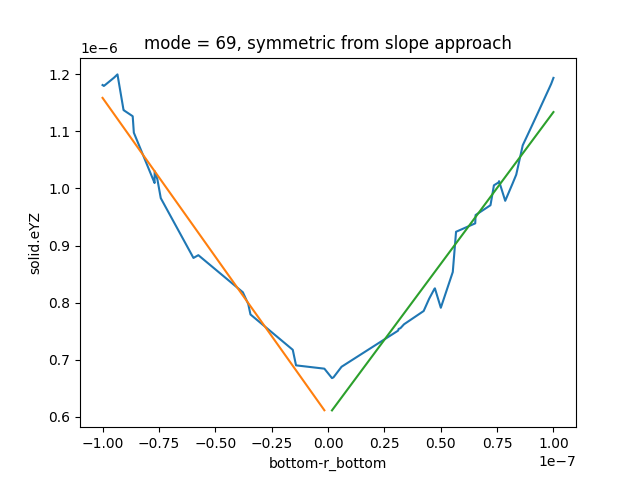 mode = 69, symmetric from slope approach
1e−6
1.2
1.1
1.0
0.9
0.8
0.7
0.6
solid.eYZ
−1.00 −0.75 −0.50 −0.25 0.00 0.25 0.50 0.75 1.00
1e−7
bottom-r_bottom